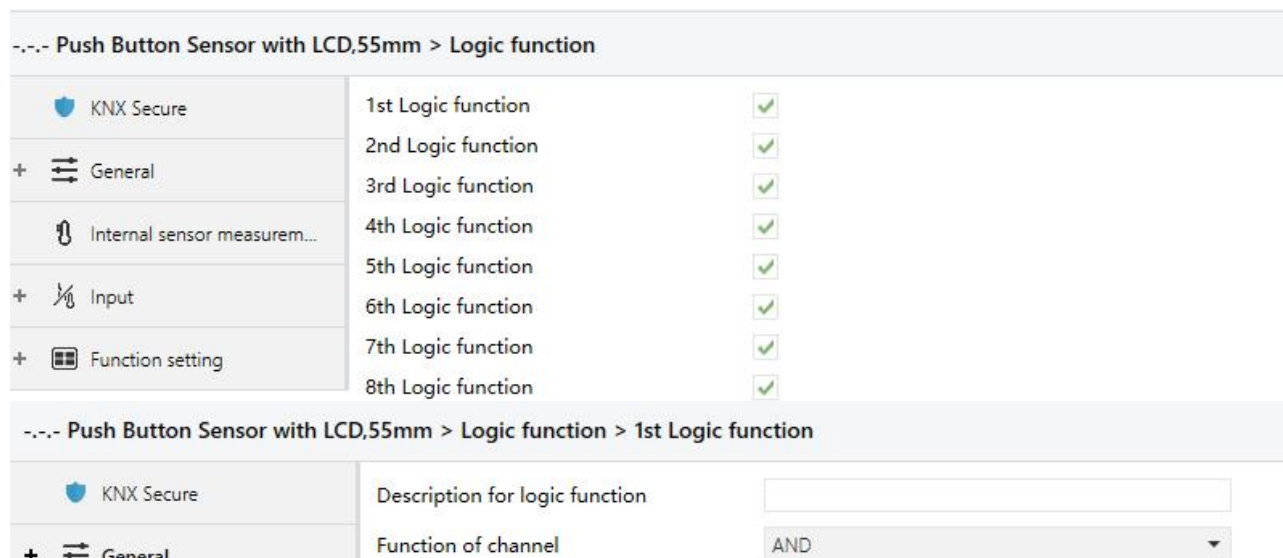 -.-.- Push Button Sensor with LCD,55mm > Logic function
KNX Secure
General
Internal sensor measurem...
Input
Function setting
1st Logic function
2nd Logic function
3rd Logic function
4th Logic function
5th Logic function
6th Logic function
7th Logic function
8th Logic function
-.-.- Push Button Sensor with LCD,55mm > Logic function > 1st Logic function
KNX Secure
General
Description for logic function
Function of channel AND